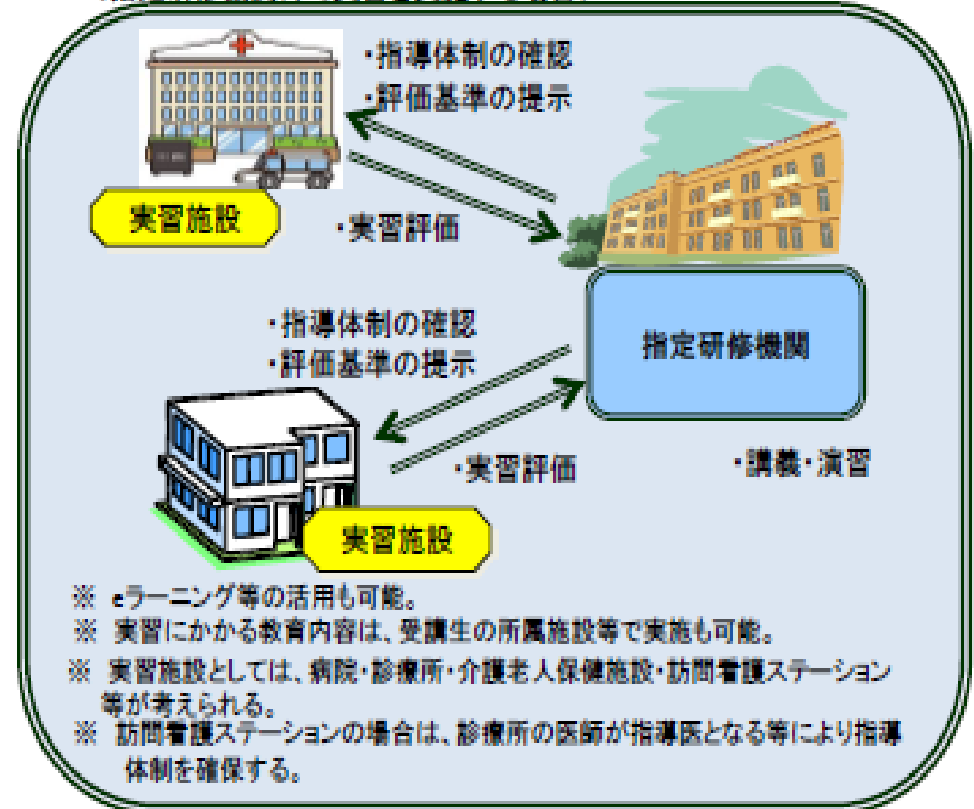 ・指導体制の確認
・評価基準の提示
実習施設
・実習評価
・指導体制の確認
・評価基準の提示
指定研修機関
・実習評価
・講義・演習
実習施設
※ eラーニング等の活用も可能。
※ 実習にかかる教育内容は、受講生の所属施設等で実施も可能。
※ 実習施設としては、病院・診療所・介護老人保健施設・訪問看護ステーション
等が考えられる。
※ 訪問看護ステーションの場合は、診療所の医師が指導医となる等により指導
体制を確保する。